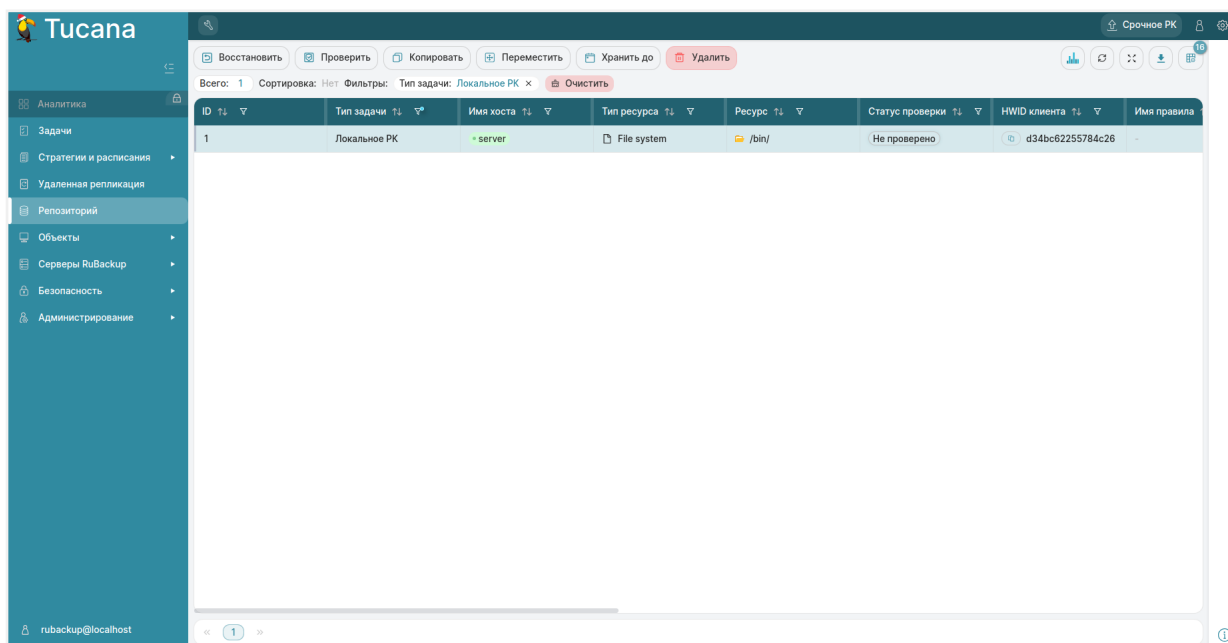 Tucana
Срочное РК
Восстановить Проверить Копировать Переместить Хранить до Удалить
16
Всего: 1 Сортировка: Нет Фильтры: Тип задачи: Локальное РК × Очистить
Аналитика
Задачи
Стратегии и расписания
Удаленная репликация
Репозиторий
Объекты
Серверы RuBackup
Безопасность
Администрирование
ID Тип задачи Имя хоста Тип ресурса Ресурс Статус проверки HWID клиента Имя правила
1 Локальное РК server File system /bin/ Не проверено d34bc62255784c26 -
rubackup@localhost
« 1 »